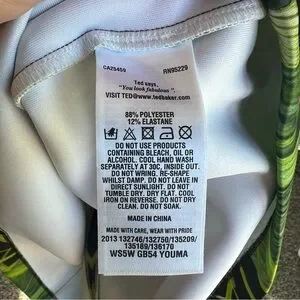 CA25459 RN95229
Ted says,
"You look fabulous".
VISIT TED@www.tedbaker.com
88% POLYESTER
12% ELASTANE
DO NOT USE PRODUCTS
CONTAINING BLEACH, OIL OR
ALCOHOL. COOL HAND WASH
SEPARATELY AT 30C, INSIDE OUT.
DO NOT WRING. RE-SHAPE
WHILST DAMP. DO NOT LEAVE IN
DIRECT SUNLIGHT. DO NOT
TUMBLE DRY. DRY FLAT. COOL
IRON ON REVERSE. DO NOT DRY
CLEAN. DO NOT SOAK.
MADE IN CHINA
MADE WITH CARE, WEAR WITH PRIDE
2013 132746/132750/135209/
135189/136170
WS5W GB54 YOUMA